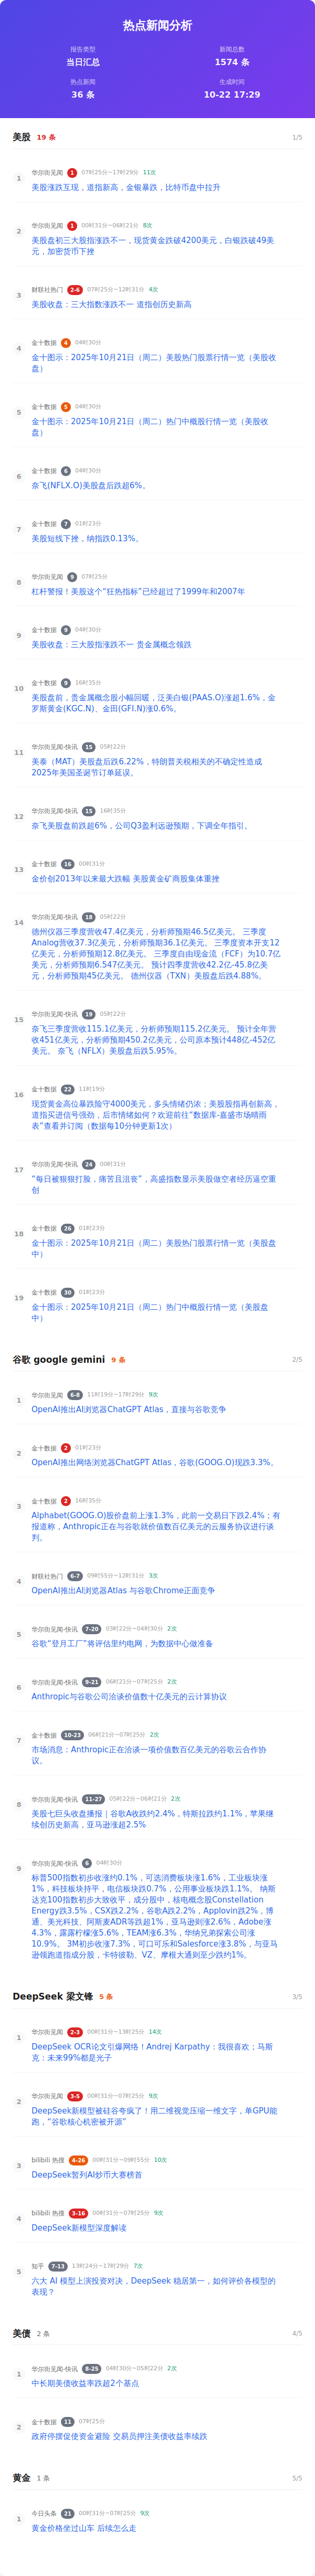 热点新闻分析
报告类型 新闻总数
当日汇总 1574 条
热点新闻 生成时间
36 条 10-22 17:29
美股 19 条 1/5
1 华尔街见闻 1 07时25分~17时29分 11次
美股涨跌互现，道指新高，金银暴跌，比特币盘中拉升
2 华尔街见闻 1 00时31分~06时21分 8次
美股盘初三大股指涨跌不一，现货黄金跌破4200美元，白银跌破49美
元，加密货币下挫
3 财联社热门 2-6 07时25分~12时31分 4次
美股收盘：三大指数涨跌不一 道指创历史新高
4 金十数据 4 04时30分
金十图示：2025年10月21日（周二）美股热门股票行情一览（美股收
盘）
5 金十数据 5 04时30分
金十图示：2025年10月21日（周二）热门中概股行情一览（美股收
盘）
6 金十数据 6 04时30分
奈飞(NFLX.O)美股盘后跌超6%。
7 金十数据 7 01时23分
美股短线下挫，纳指跌0.13%。
8 华尔街见闻 9 07时25分
杠杆警报！美股这个“狂热指标”已经超过了1999年和2007年
9 金十数据 9 04时30分
美股收盘：三大股指涨跌不一 贵金属概念领跌
10 金十数据 9 16时35分
美股盘前，贵金属概念股小幅回暖，泛美白银(PAAS.O)涨超1.6%，金
罗斯黄金(KGC.N)、金田(GFI.N)涨0.6%。
11 华尔街见闻-快讯 15 05时22分
美泰（MAT）美股盘后跌6.22%，特朗普关税相关的不确定性造成
2025年美国圣诞节订单延误。
12 华尔街见闻-快讯 15 16时35分
奈飞美股盘前跌超6%，公司Q3盈利远逊预期，下调全年指引。
13 金十数据 16 00时31分
金价创2013年以来最大跌幅 美股黄金矿商股集体重挫
14 华尔街见闻-快讯 18 05时22分
德州仪器三季度营收47.4亿美元，分析师预期46.5亿美元。 三季度
Analog营收37.3亿美元，分析师预期36.1亿美元。 三季度资本开支12
亿美元，分析师预期12.8亿美元。 三季度自由现金流（FCF）为10.7亿
美元，分析师预期6.547亿美元。 预计四季度营收42.2亿-45.8亿美
元，分析师预期45亿美元。 德州仪器（TXN）美股盘后跌4.88%。
15 华尔街见闻-快讯 19 05时22分
奈飞三季度营收115.1亿美元，分析师预期115.2亿美元。 预计全年营
收451亿美元，分析师预期450.2亿美元，公司原本预计448亿-452亿
美元。 奈飞（NFLX）美股盘后跌5.95%。
16 金十数据 22 11时19分
现货黄金高位暴跌险守4000美元，多头情绪仍浓；美股股指再创新高，
道指买进信号强劲，后市情绪如何？欢迎前往“数据库-嘉盛市场晴雨
表”查看并订阅（数据每10分钟更新1次）
17 华尔街见闻-快讯 24 00时31分
“每日被狠狠打脸，痛苦且沮丧”，高盛指数显示美股做空者经历逼空重
创
18 金十数据 26 01时23分
金十图示：2025年10月21日（周二）美股热门股票行情一览（美股盘
中）
19 金十数据 30 01时23分
金十图示：2025年10月21日（周二）热门中概股行情一览（美股盘
中）
谷歌 google gemini 9 条 2/5
1 华尔街见闻 6-8 11时19分~17时29分 9次
OpenAI推出AI浏览器ChatGPT Atlas，直接与谷歌竞争
2 金十数据 2 01时23分
OpenAI推出网络浏览器ChatGPT Atlas，谷歌(GOOG.O)现跌3.3%。
3 金十数据 2 16时35分
Alphabet(GOOG.O)股价盘前上涨1.3%，此前一交易日下跌2.4%；有
报道称，Anthropic正在与谷歌就价值数百亿美元的云服务协议进行谈
判。
4 财联社热门 6-7 09时55分~12时31分 3次
OpenAI推出AI浏览器Atlas 与谷歌Chrome正面竞争
5 华尔街见闻-快讯 7-20 03时22分~04时30分 2次
谷歌“登月工厂”将评估里约电网，为数据中心做准备
6 华尔街见闻-快讯 9-21 06时21分~07时25分 2次
Anthropic与谷歌公司洽谈价值数十亿美元的云计算协议
7 金十数据 10-23 06时21分~07时25分 2次
市场消息：Anthropic正在洽谈一项价值数百亿美元的谷歌云合作协
议。
8 华尔街见闻-快讯 11-27 05时22分~06时21分 2次
美股七巨头收盘播报｜谷歌A收跌约2.4%，特斯拉跌约1.1%，苹果继
续创历史新高，亚马逊涨超2.5%
9 华尔街见闻-快讯 6 04时30分
标普500指数初步收涨约0.1%，可选消费板块涨1.6%，工业板块涨
1%，科技板块持平，电信板块跌0.7%，公用事业板块跌1.1%。 纳斯
达克100指数初步大致收平，成分股中，核电概念股Constellation
Energy跌3.5%，CSX跌2.2%，谷歌A跌2.2%，Applovin跌2%，博
通、美光科技、阿斯麦ADR等跌超1%，亚马逊则涨2.6%，Adobe涨
4.3%，露露柠檬涨5.6%，TEAM涨6.3%，华纳兄弟探索公司涨
10.9%。 3M初步收涨7.3%，可口可乐和Salesforce涨3.8%，与亚马
逊领跑道指成分股，卡特彼勒、VZ、摩根大通则至少跌约1%。
DeepSeek 梁文锋 5 条 3/5
1 华尔街见闻 2-3 00时31分~13时25分 14次
DeepSeek OCR论文引爆网络！Andrej Karpathy：我很喜欢；马斯
克：未来99%都是光子
2 华尔街见闻 3-5 00时31分~07时25分 9次
DeepSeek新模型被硅谷夸疯了！用二维视觉压缩一维文字，单GPU能
跑，“谷歌核心机密被开源”
3 bilibili 热搜 4-26 00时31分~09时55分 10次
DeepSeek暂列AI炒币大赛榜首
4 bilibili 热搜 3-16 00时31分~07时25分 9次
DeepSeek新模型深度解读
5 知乎 7-13 13时24分~17时29分 7次
六大 AI 模型上演投资对决，DeepSeek 稳居第一，如何评价各模型的
表现？
美债 2 条 4/5
1 华尔街见闻-快讯 8-25 04时30分~05时22分 2次
中长期美债收益率跌超2个基点
2 金十数据 11 07时25分
政府停摆促使资金避险 交易员押注美债收益率续跌
黄金 1 条 5/5
1 今日头条 21 00时31分~07时25分 9次
黄金价格坐过山车 后续怎么走